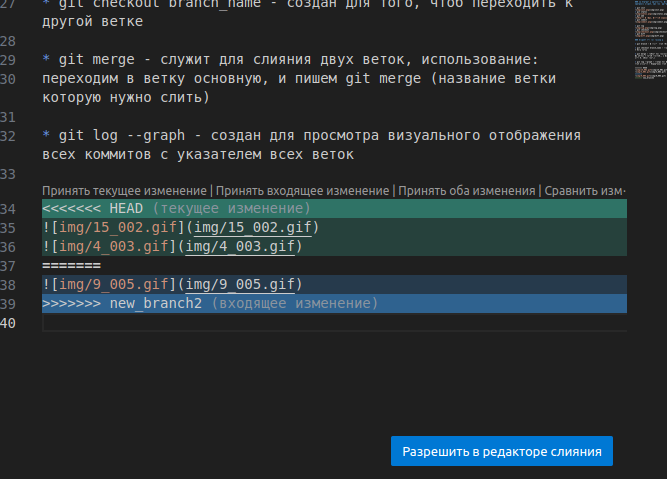 27 * git checkout branch_name - создан для того, чтоб переходить к
другой ветке
28
29 * git merge - служит для слияния двух веток, использование:
30 переходим в ветку основную, и пишем git merge (название ветки
которую нужно слить)
31
32 * git log --graph - создан для просмотра визуального отображения
всех коммитов с указателем всех веток
33
Принять текущее изменение | Принять входящее изменение | Принять оба изменения | Сравнить изм
34 <<<<<<< HEAD (текущее изменение)
35 ![img/15_002.gif](img/15_002.gif)
36 ![img/4_003.gif](img/4_003.gif)
37 =======
38 ![img/9_005.gif](img/9_005.gif)
39 >>>>>>> new_branch2 (входящее изменение)
40
Разрешить в редакторе слияния